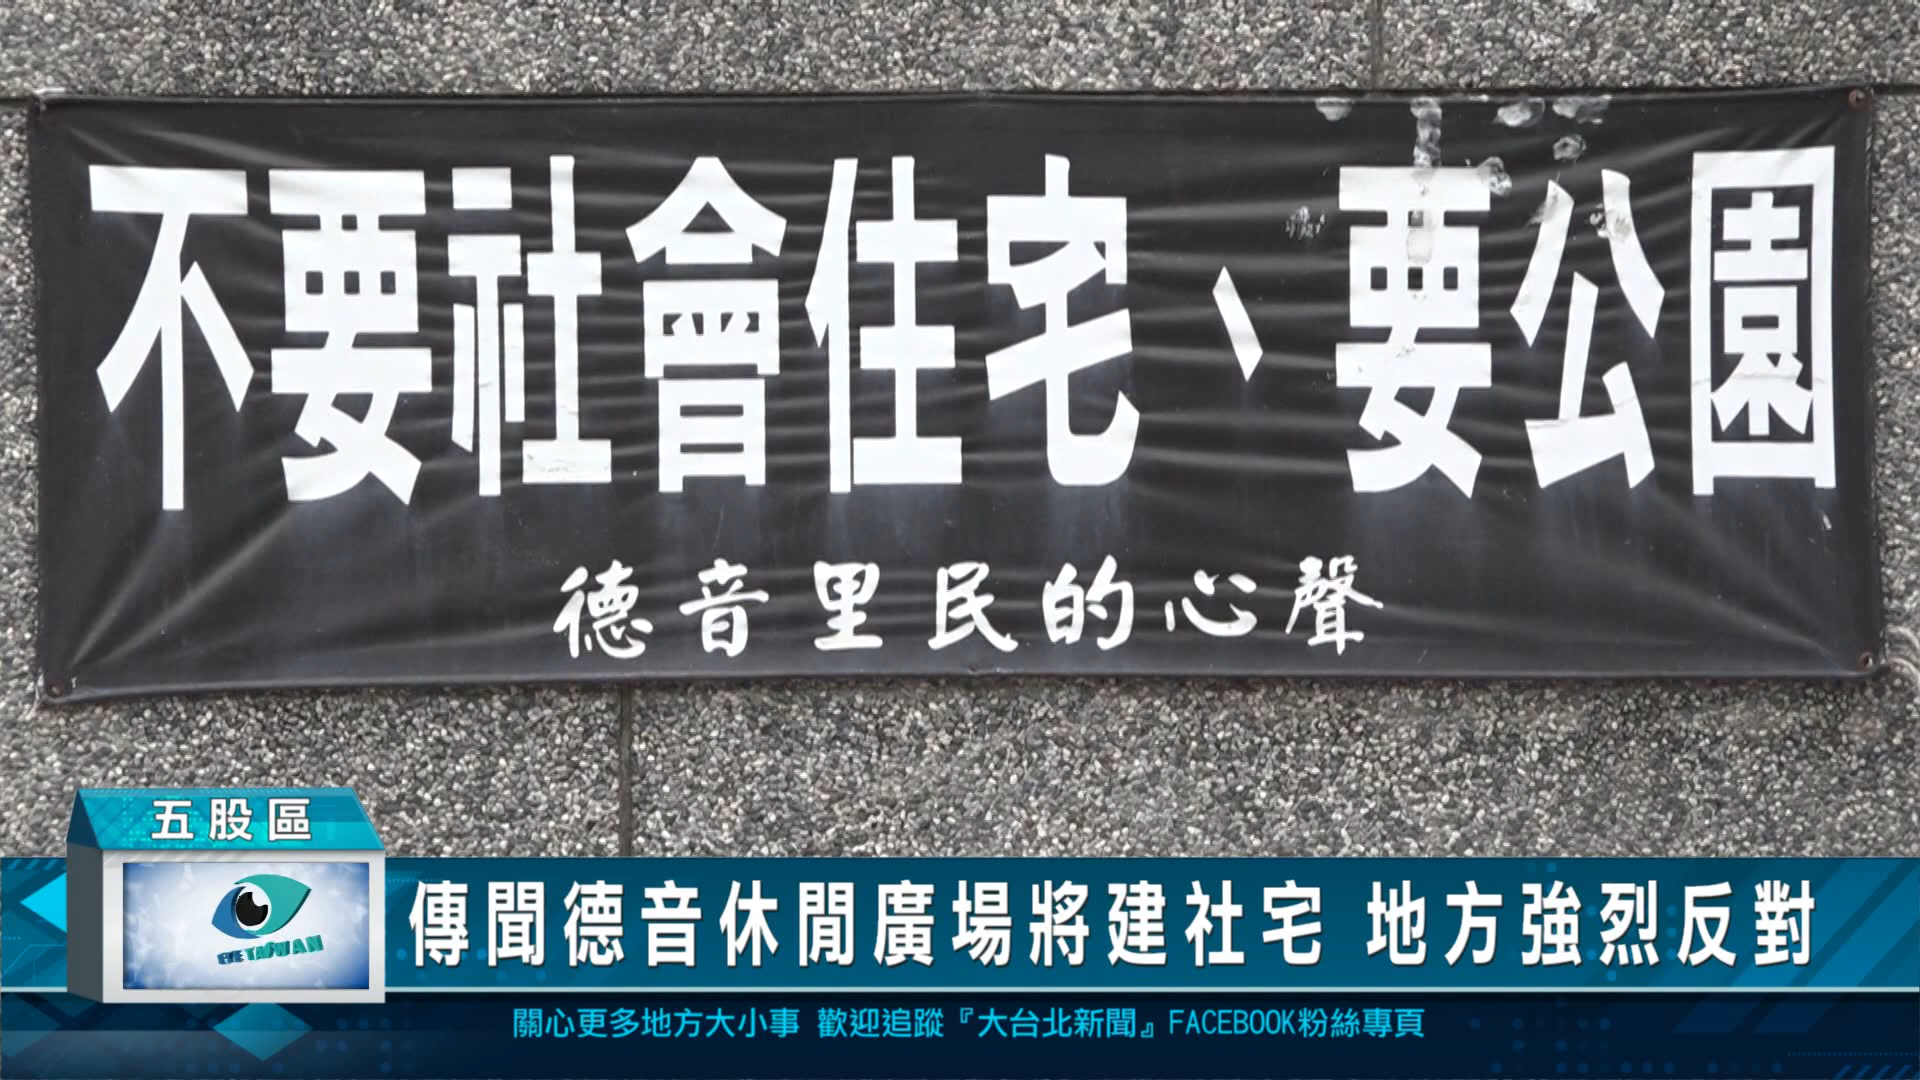 不要社會住宅、要公園
德音里民的心聲
五股區
EYE TAIWAN
傳聞德音休閒廣場將建社宅 地方強烈反對
關心更多地方大小事 歡迎追蹤『大台北新聞』FACEBOOK粉絲專頁